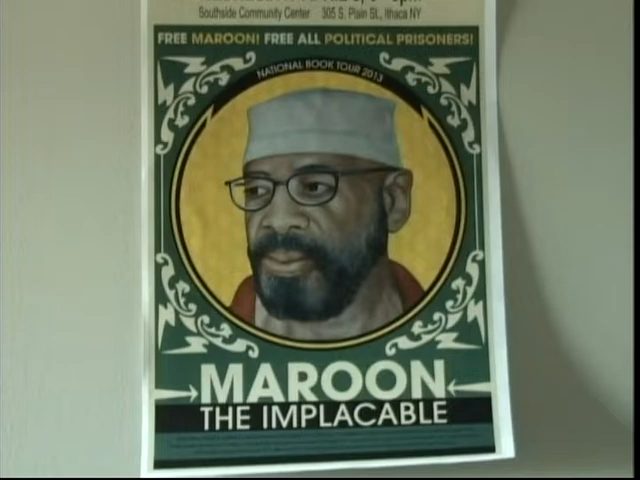 Southside Community Center 305 S. Plain St., Ithaca NY
FREE MAROON! FREE ALL POLITICAL PRISONERS!
NATIONAL BOOK TOUR 2013
MAROON
THE IMPLACABLE